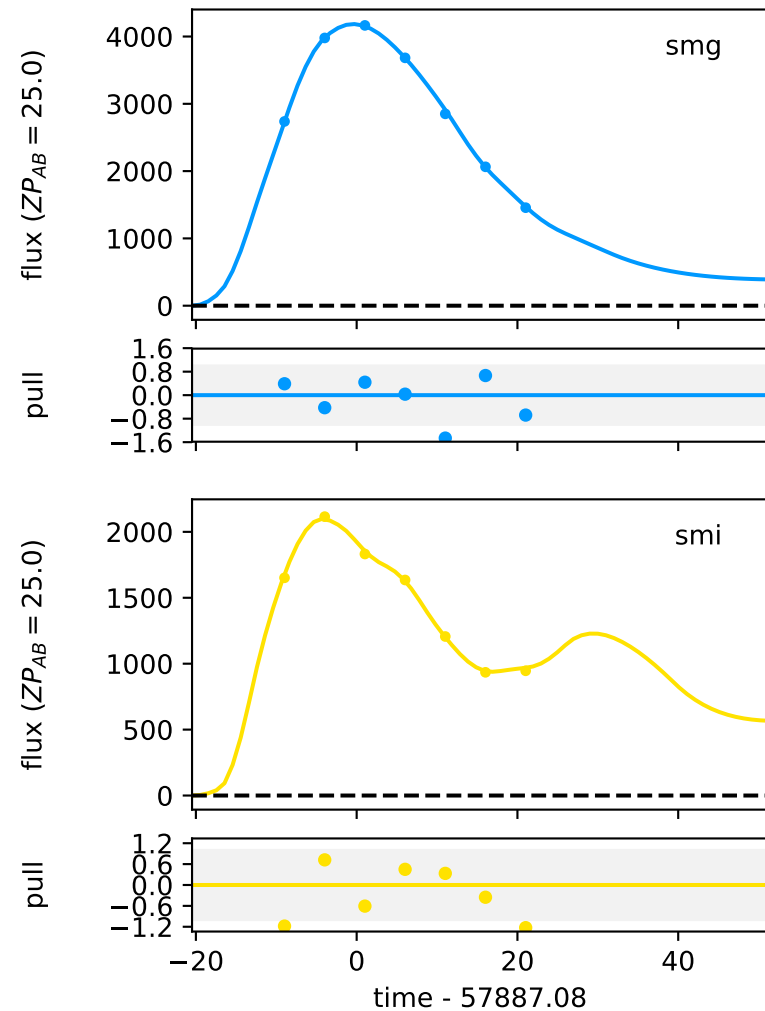 smg
flux (ZP_AB = 25.0)
4000
3000
2000
1000
0
pull
1.6
0.8
0.0
−0.8
−1.6
smi
flux (ZP_AB = 25.0)
2000
1500
1000
500
0
pull
1.2
0.6
0.0
−0.6
−1.2
−20 0 20 40
time - 57887.08